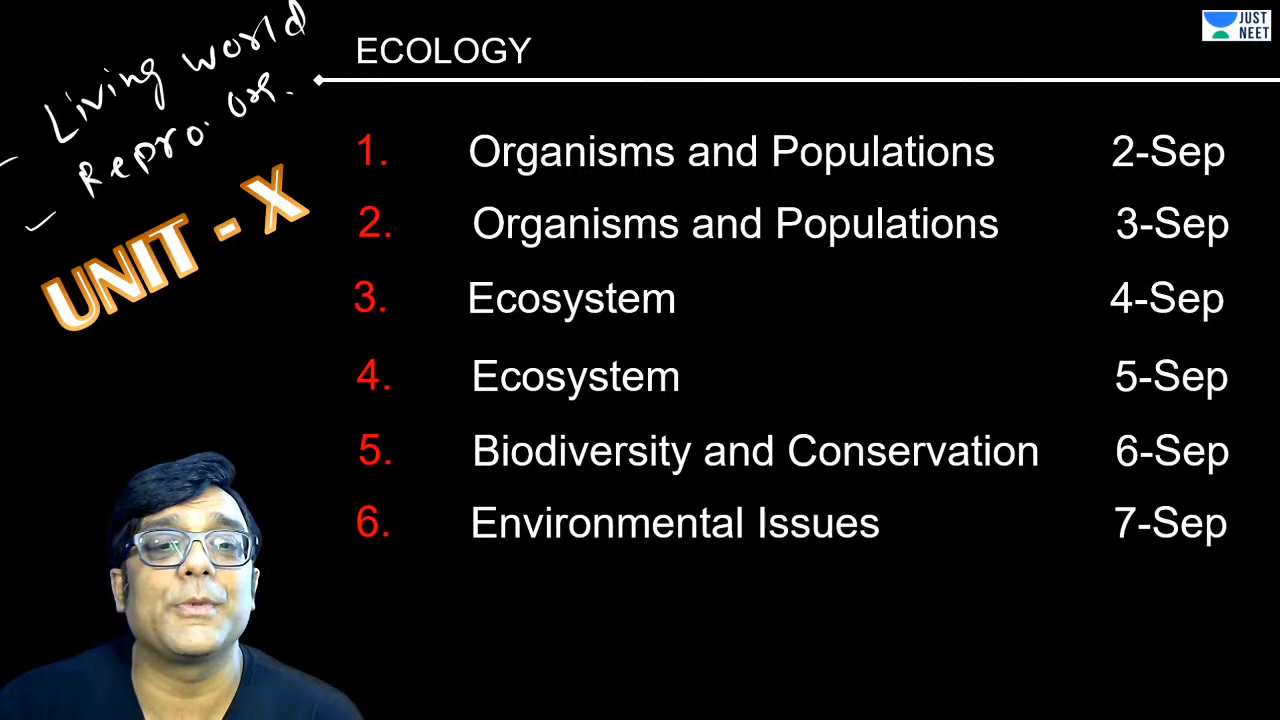 JUST
NEET
ECOLOGY
Living world
Repro. Org.
UNIT - X
1. Organisms and Populations 2-Sep
2. Organisms and Populations 3-Sep
3. Ecosystem 4-Sep
4. Ecosystem 5-Sep
5. Biodiversity and Conservation 6-Sep
6. Environmental Issues 7-Sep